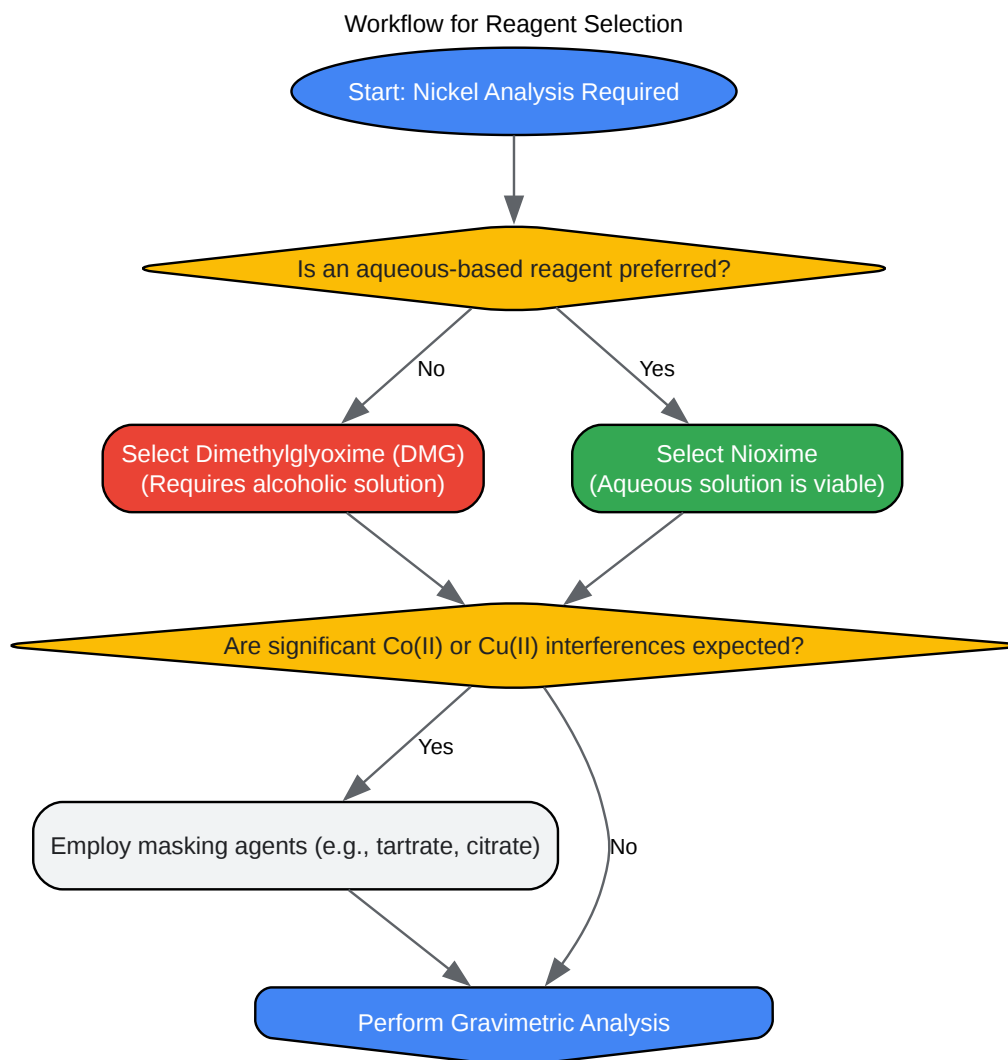 Workflow for Reagent Selection
Start: Nickel Analysis Required
Is an aqueous-based reagent preferred?
No
Yes
Select Dimethylglyoxime (DMG)
(Requires alcoholic solution)
Select Nioxime
(Aqueous solution is viable)
Are significant Co(II) or Cu(II) interferences expected?
Yes
Employ masking agents (e.g., tartrate, citrate)
No
Perform Gravimetric Analysis